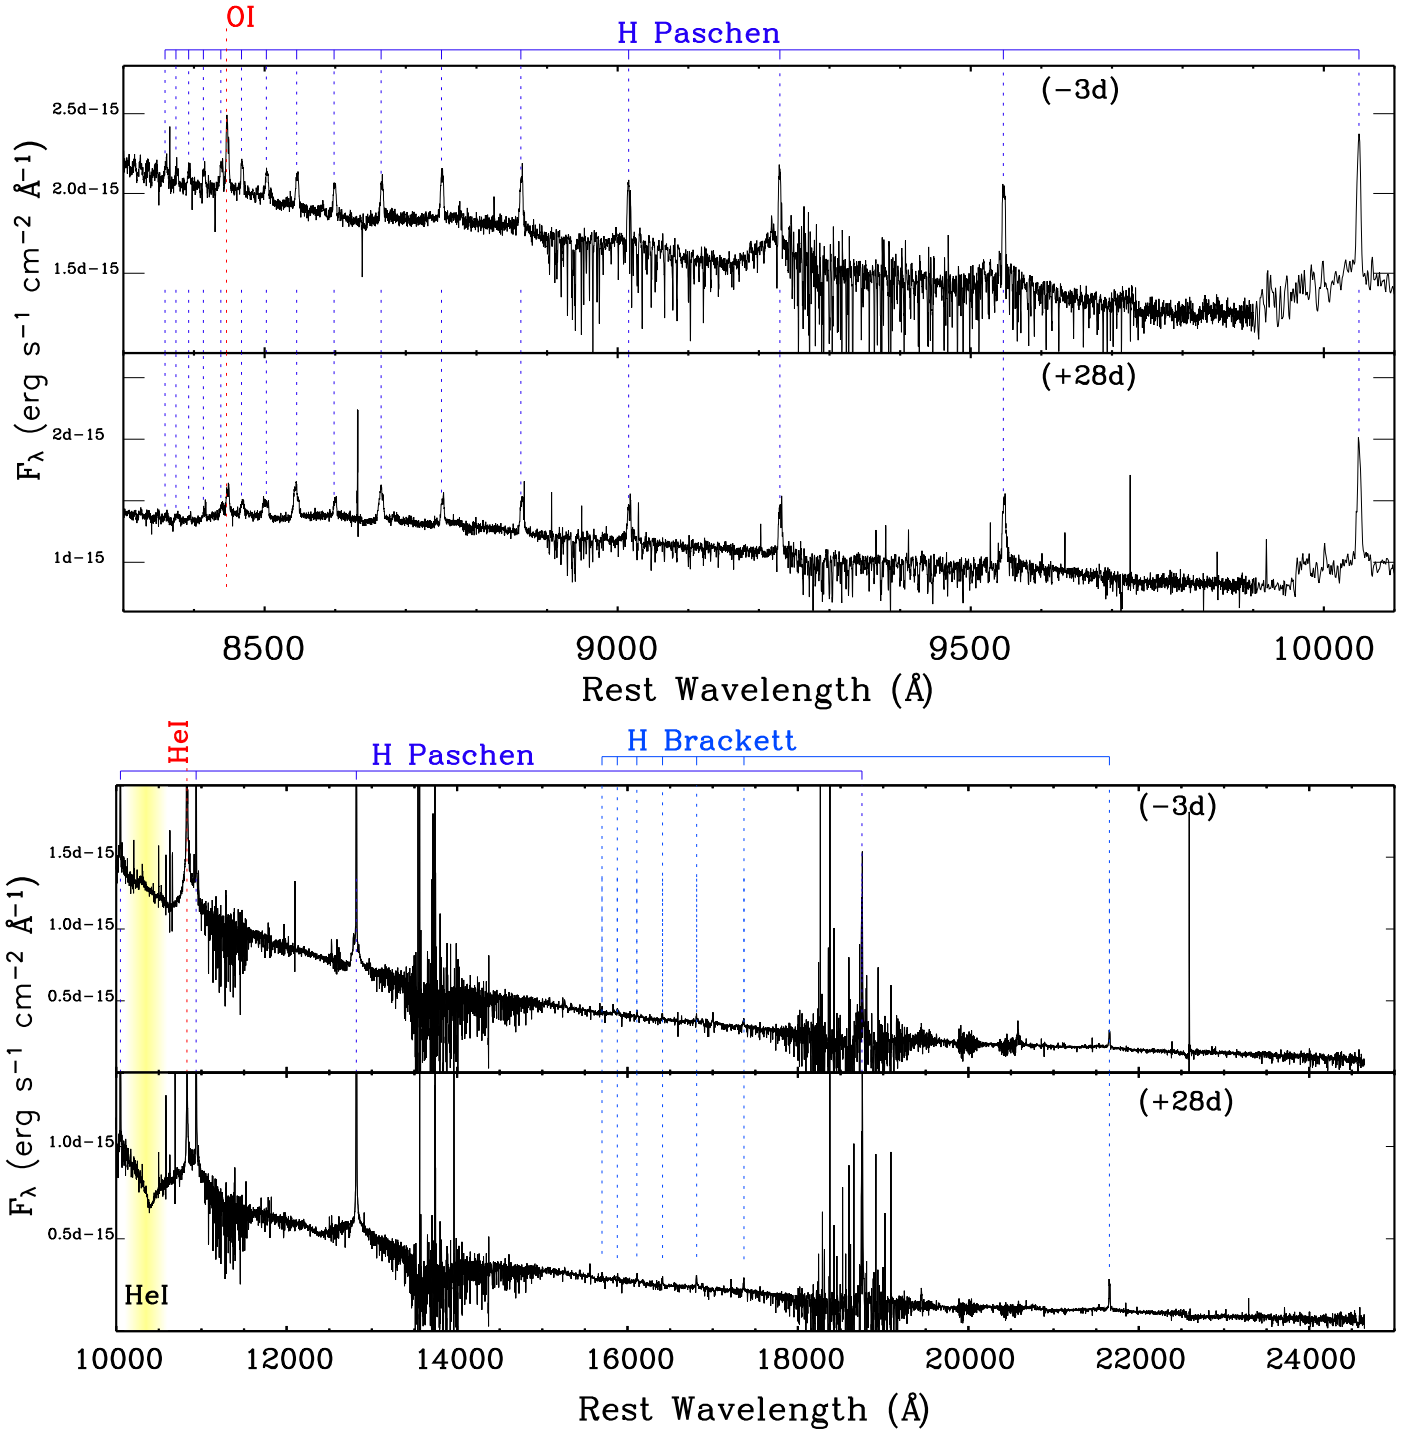 OI
H Paschen
(−3d)
2.5d−15
2.0d−15
1.5d−15
(+28d)
2d−15
1d−15
F_λ (erg s⁻¹ cm⁻² Å⁻¹)
8500 9000 9500 10000
Rest Wavelength (Å)
HeI
H Paschen
H Brackett
(−3d)
1.5d−15
1.0d−15
0.5d−15
(+28d)
1.0d−15
0.5d−15
HeI
F_λ (erg s⁻¹ cm⁻² Å⁻¹)
10000 12000 14000 16000 18000 20000 22000 24000
Rest Wavelength (Å)